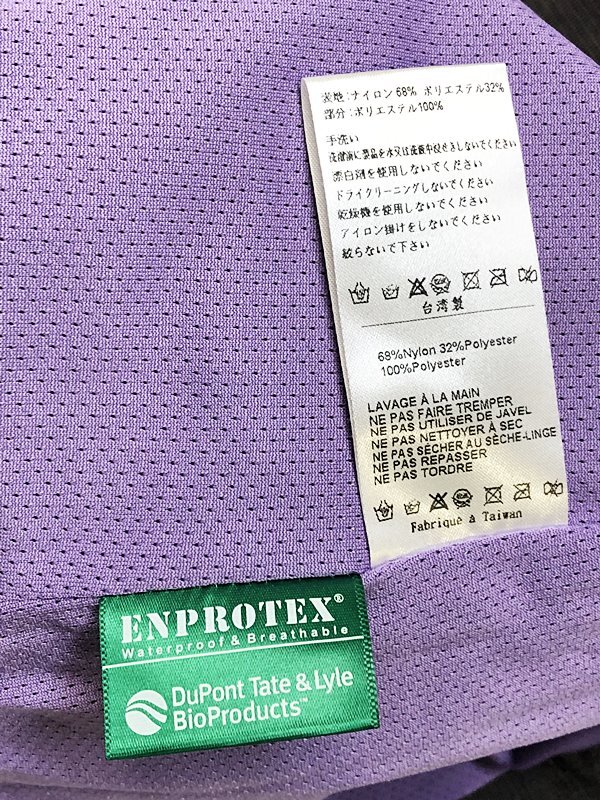 表地：ナイロン 68% ポリエステル32%
部分：ポリエステル100%
手洗い
洗濯前に製品を水又は洗液中浸せきしないでください
漂白剤を使用しないでください
ドライクリーニングしないでください
乾燥機を使用しないでください
アイロン掛けをしないでください
絞らないで下さい
台湾製
68%Nylon 32%Polyester
100%Polyester
LAVAGE À LA MAIN
NE PAS FAIRE TREMPER
NE PAS UTILISER DE JAVEL
NE PAS NETTOYER À SEC
NE PAS SÉCHER AU SÈCHE-LINGE
NE PAS REPASSER
NE PAS TORDRE
Fabriqué à Taiwan
ENPROTEX®
Waterproof & Breathable
DuPont Tate & Lyle
BioProducts™